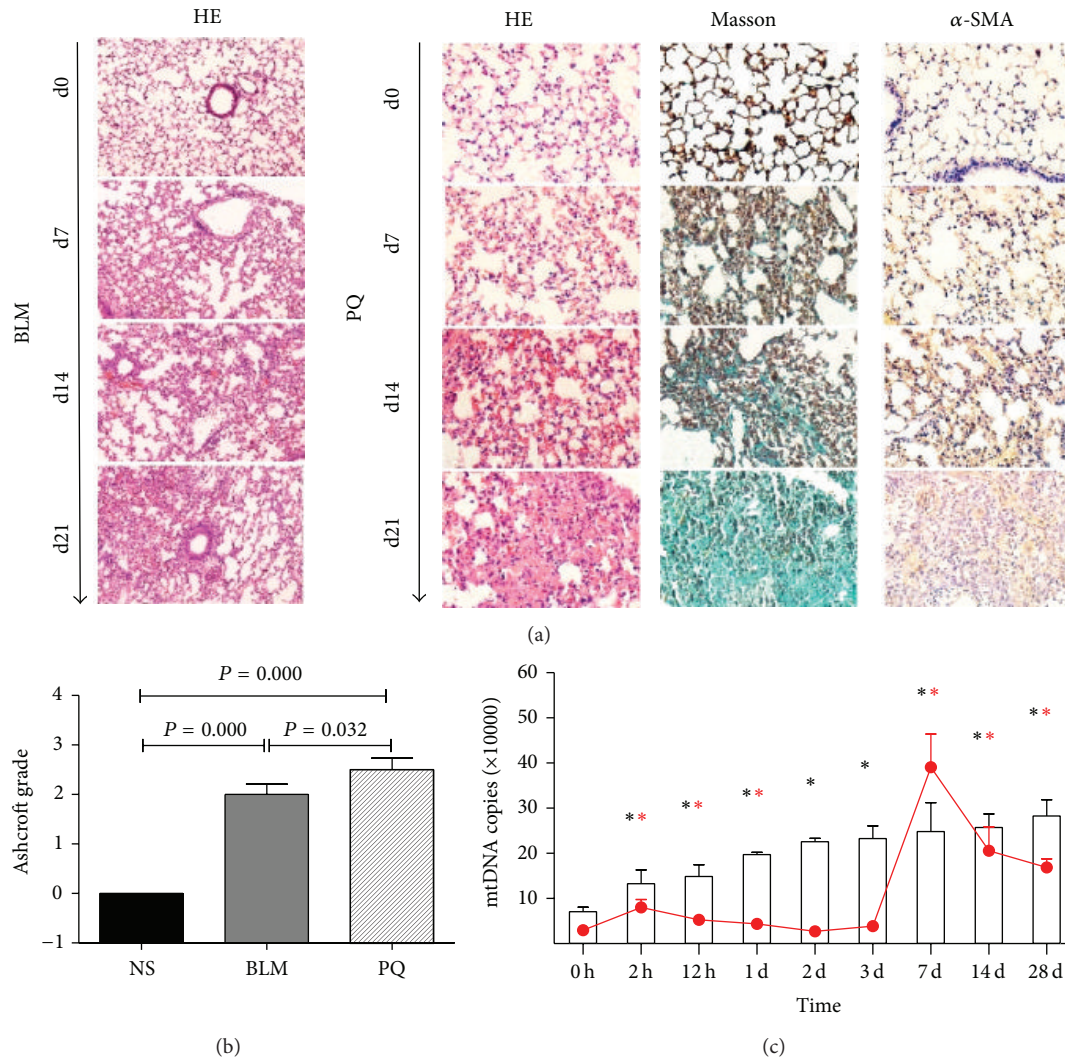 HE
HE
Masson
α-SMA
BLM
d0
d7
d14
d21
PQ
d0
d7
d14
d21
(a)
P = 0.000
P = 0.000
P = 0.032
Ashcroft grade
4
3
2
1
0
−1
NS
BLM
PQ
(b)
mtDNA copies (×10000)
60
50
40
30
20
10
**
**
**
*
*
**
**
**
0 h
2 h
12 h
1 d
2 d
3 d
7 d
14 d
28 d
Time
(c)